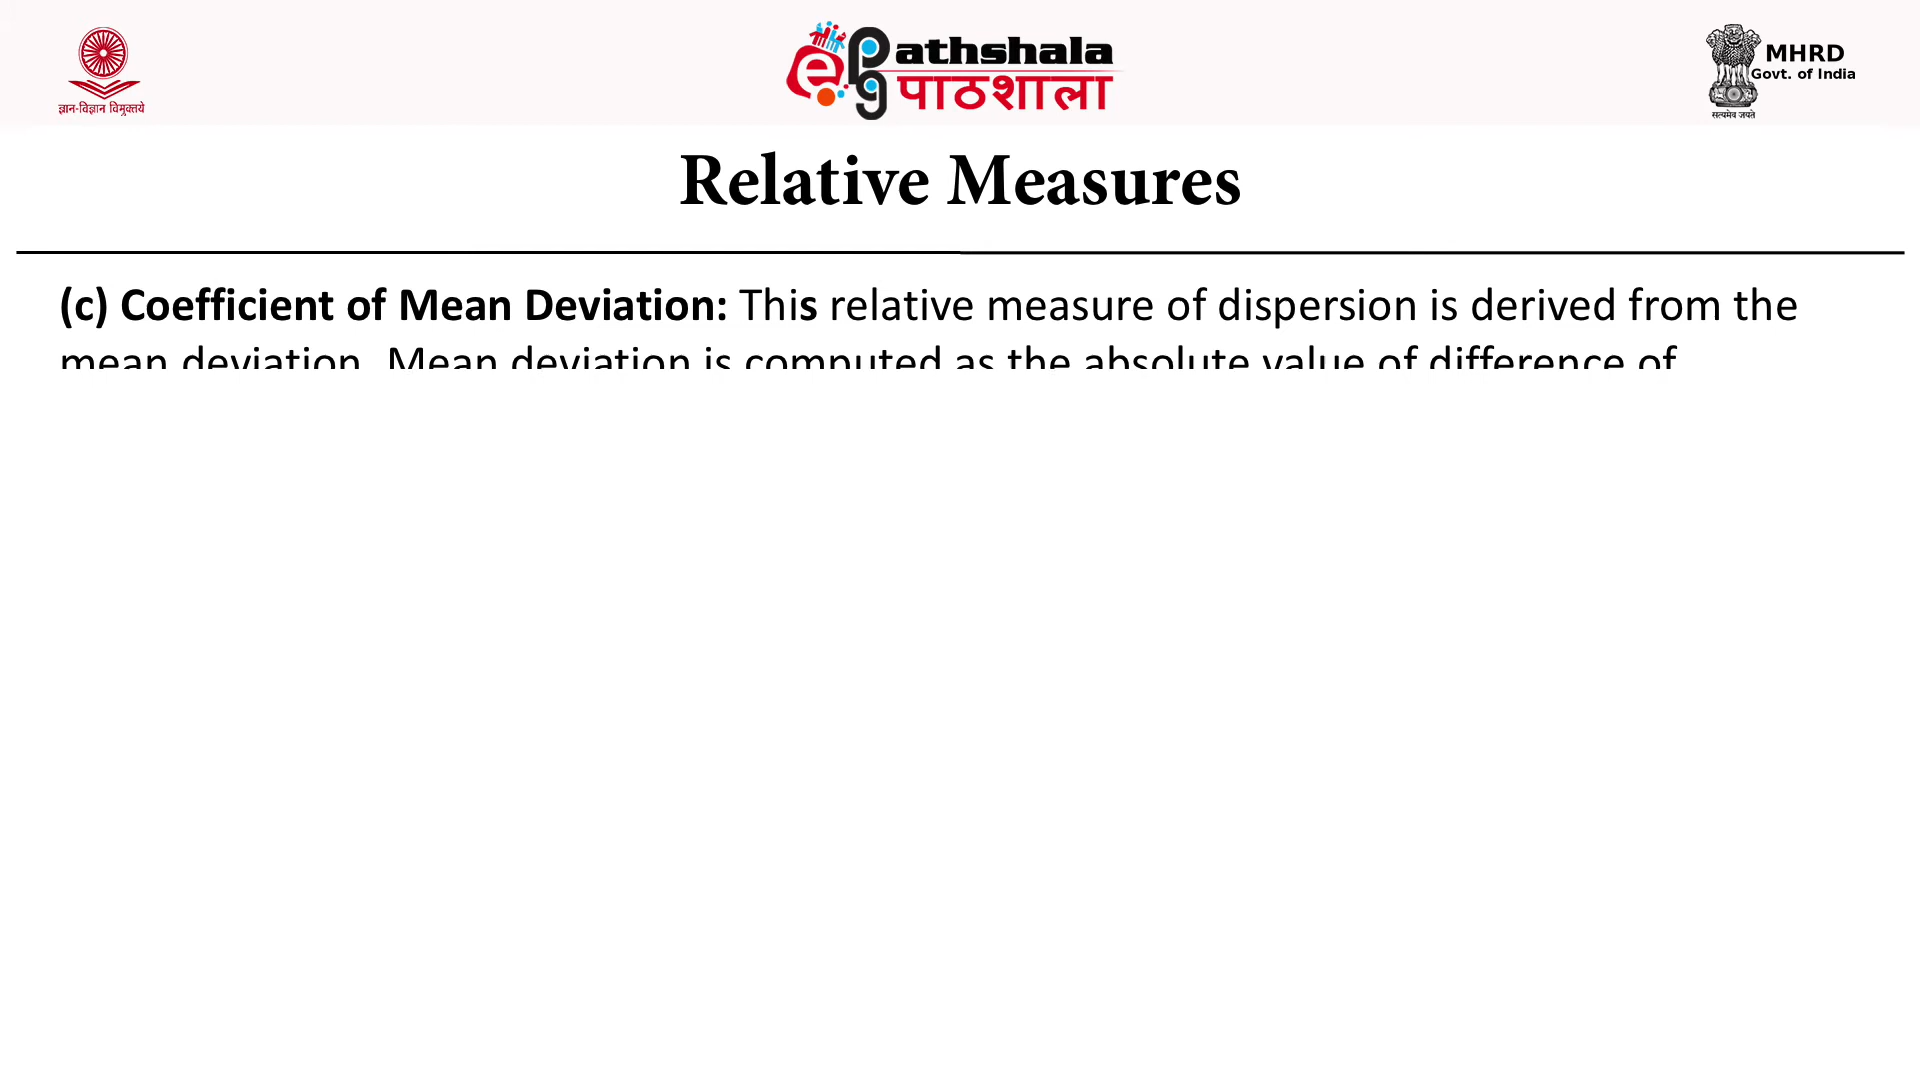 ज्ञान-विज्ञान विमुक्तये
e
pg
athshala
पाठशाला
MHRD
Govt. of India
सत्यमेव जयते
Relative Measures
(c) Coefficient of Mean Deviation: This relative measure of dispersion is derived from the
mean deviation. Mean deviation is computed as the absolute value of difference of